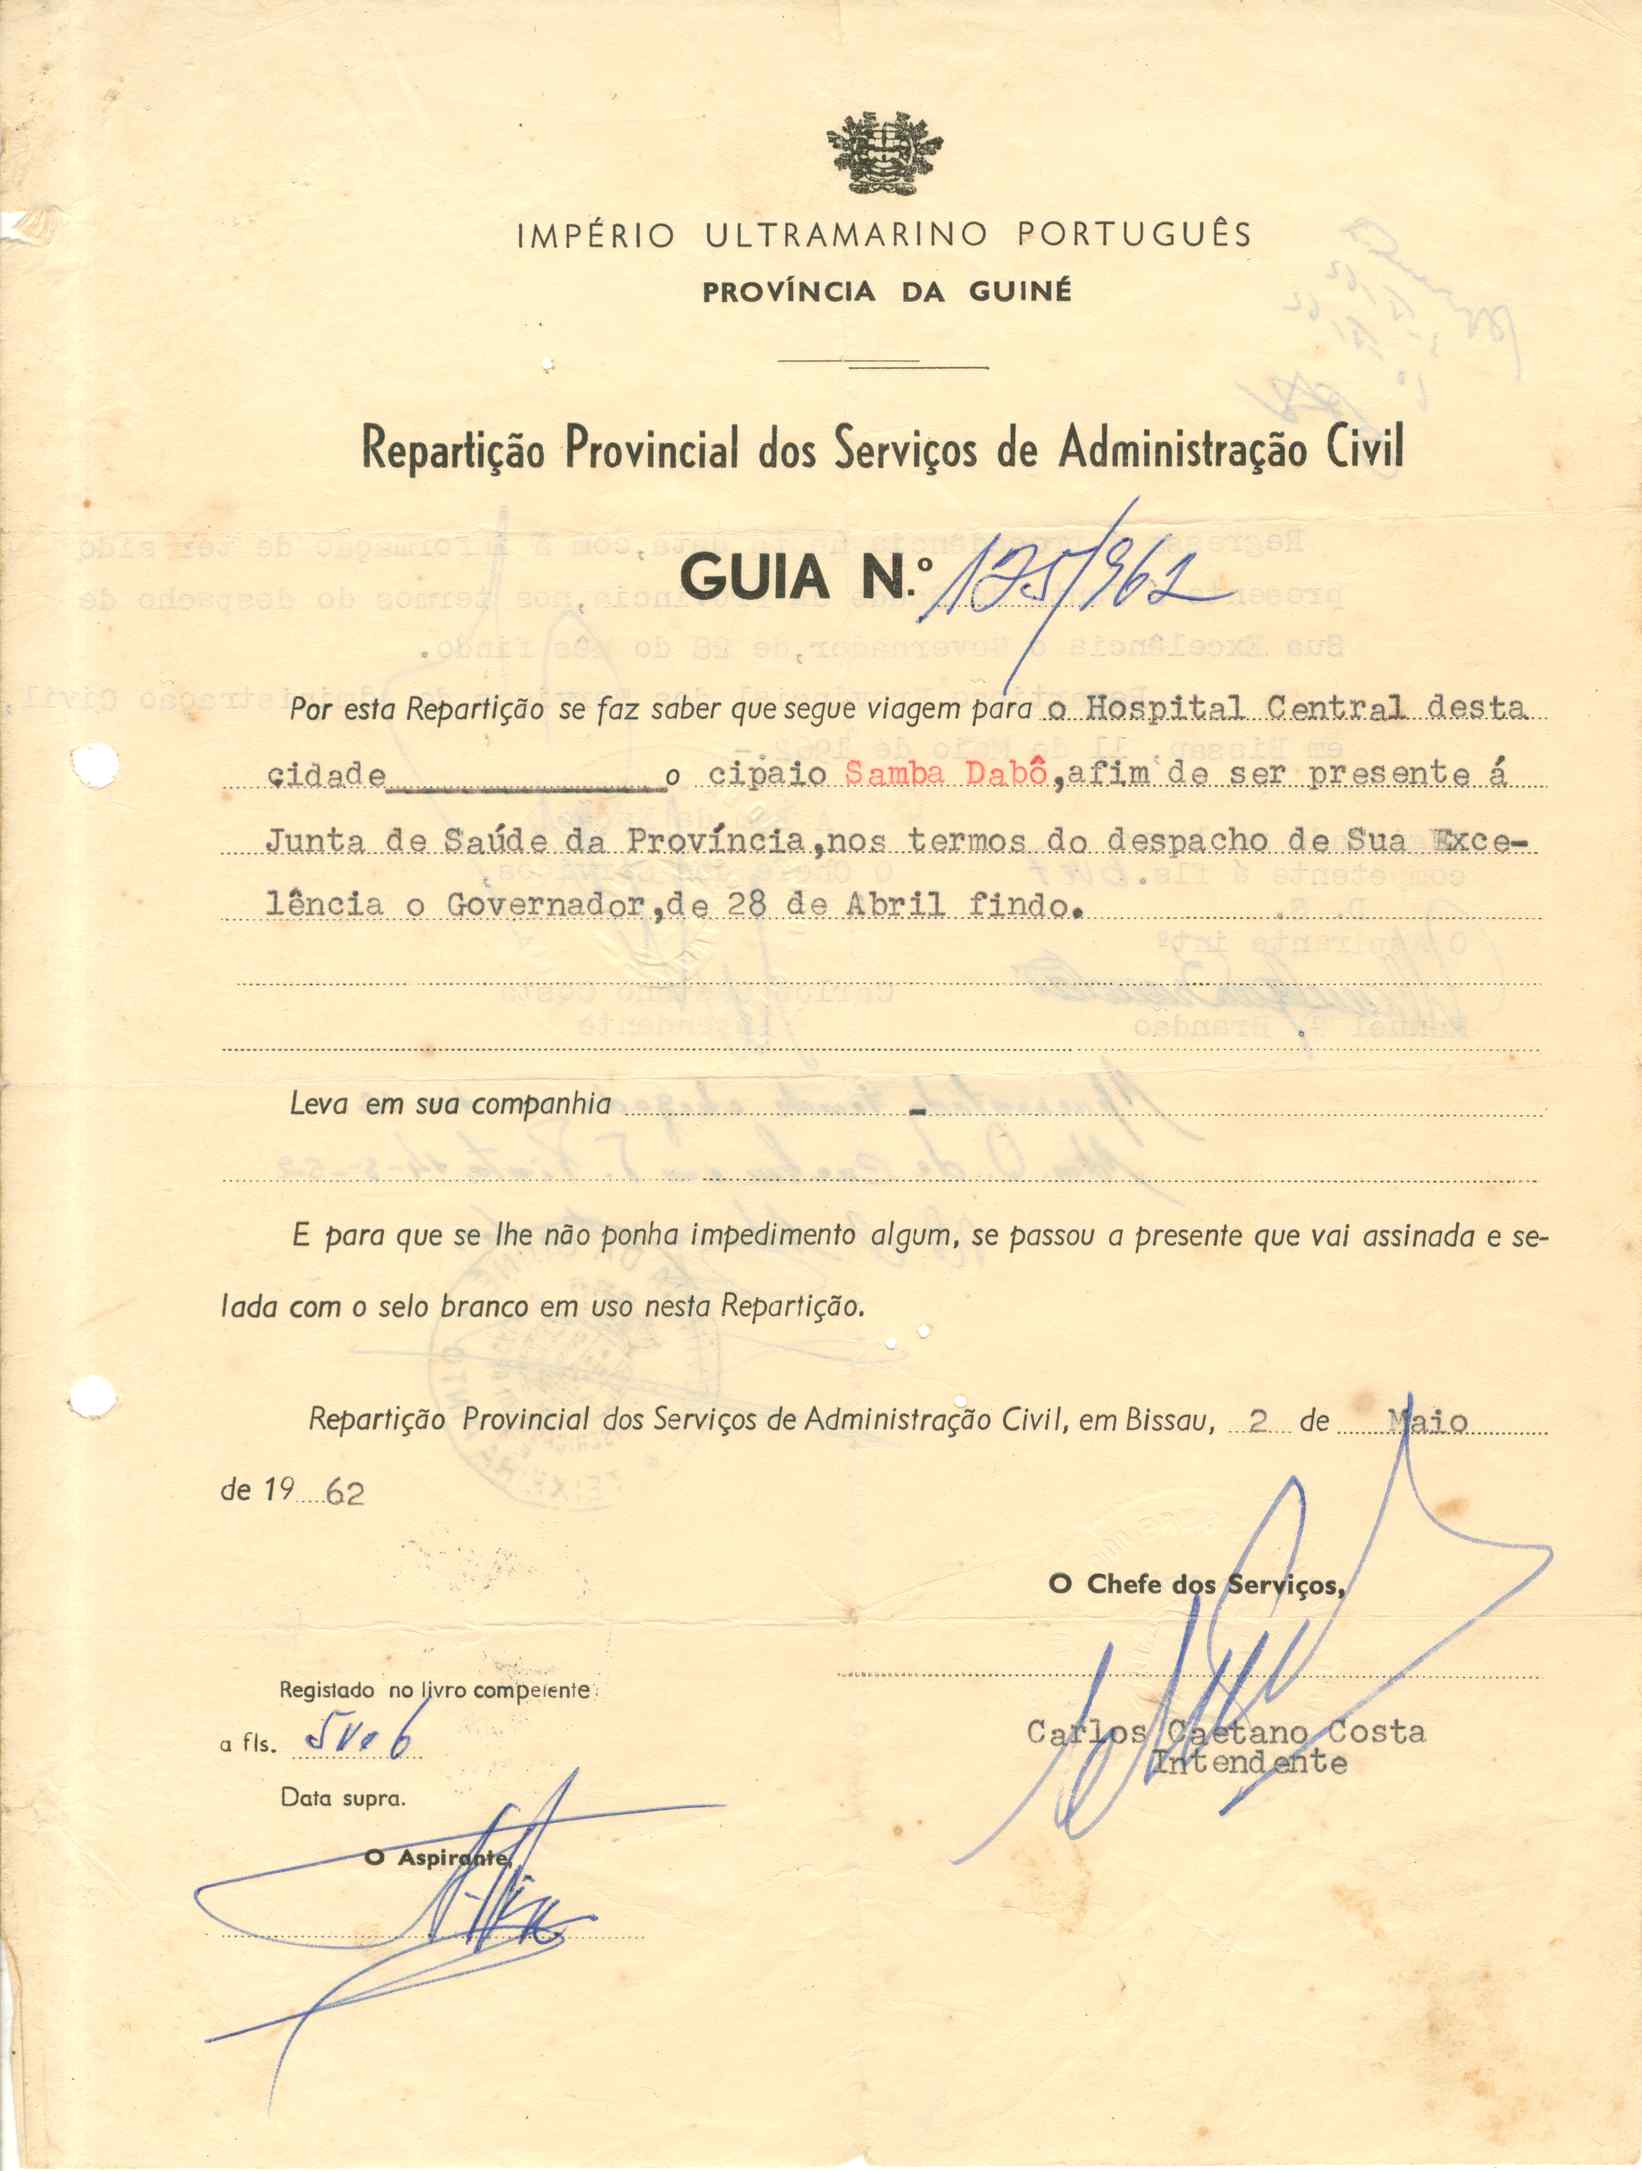 IMPÉRIO ULTRAMARINO PORTUGUÊS
PROVÍNCIA DA GUINÉ
Repartição Provincial dos Serviços de Administração Civil
GUIA N.º 175/962
Por esta Repartição se faz saber que segue viagem para o Hospital Central desta
cidade o cipaio Samba Dabô,afim de ser presente á
Junta de Saúde da Província,nos termos do despacho de Sua Exce-
lência o Governador,de 28 de Abril findo.
Leva em sua companhia -
E para que se lhe não ponha impedimento algum, se passou a presente que vai assinada e se-
lada com o selo branco em uso nesta Repartição.
Repartição Provincial dos Serviços de Administração Civil, em Bissau, 2 de Maio
de 19 62
O Chefe dos Serviços,
Carlos Caetano Costa
Intendente
Registado no livro competente
a fls.
Data supra.
O Aspirante,